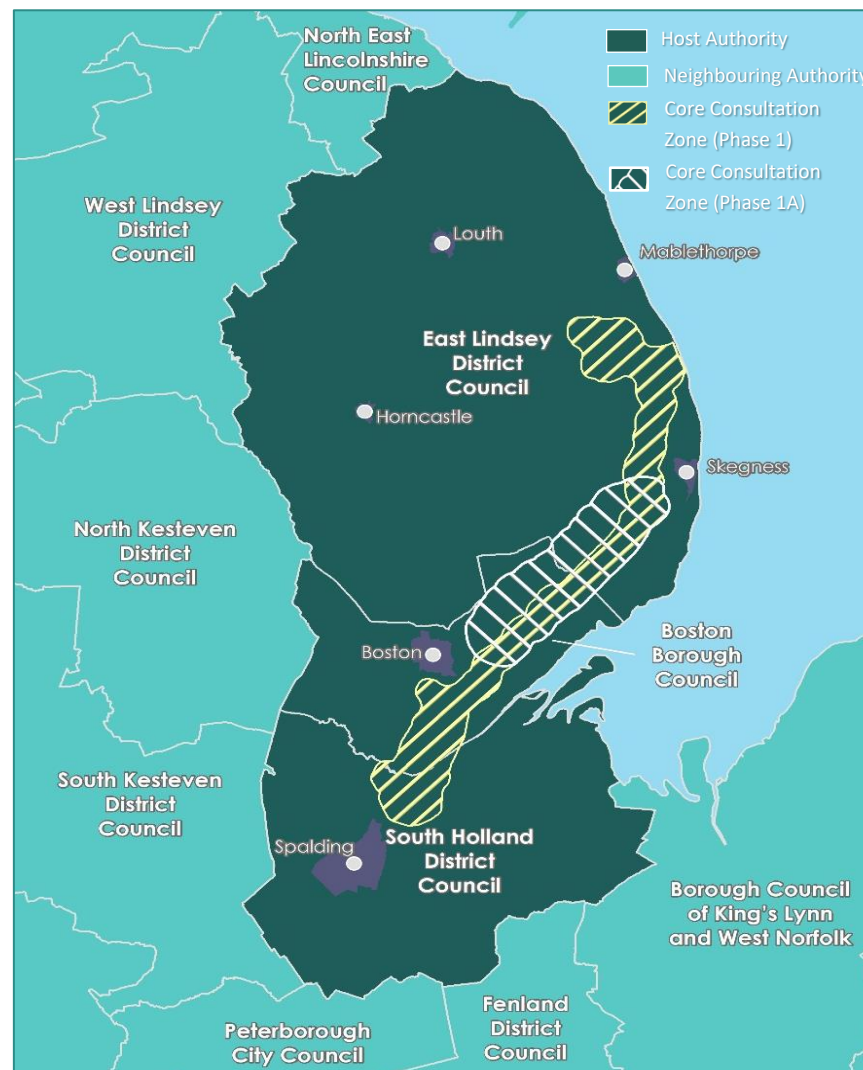 North East
Lincolnshire
Council
Host Authority
Neighbouring Authority
Core Consultation
Zone (Phase 1)
Core Consultation
Zone (Phase 1A)
West Lindsey
District
Council
Louth
Mablethorpe
East Lindsey
District
Council
Horncastle
Skegness
North Kesteven
District
Council
Boston
Boston
Borough
Council
South Kesteven
District
Council
Spalding
South Holland
District
Council
Borough Council
of King's Lynn
and West Norfolk
Peterborough
City Council
Fenland
District
Council